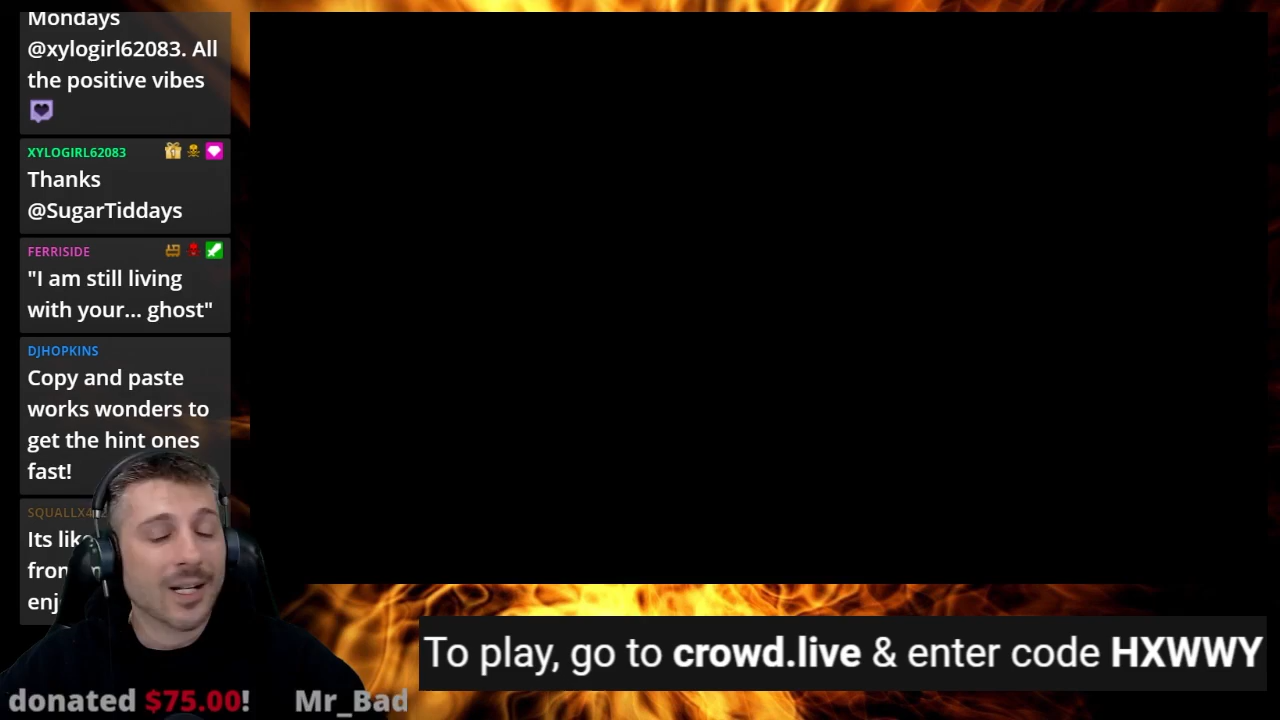 Mondays
@xylogirl62083. All
the positive vibes
XYLOGIRL62083
Thanks
@SugarTiddays
FERRISIDE
"I am still living
with your... ghost"
DJHOPKINS
Copy and paste
works wonders to
get the hint ones
fast!
Its like
To play, go to crowd.live & enter code HXWWY
donated $75.00! Mr_Bad